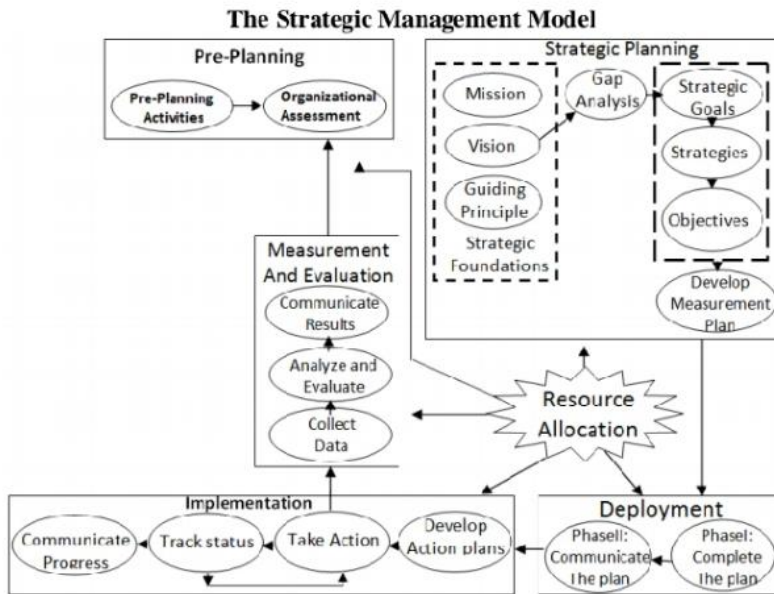 The Strategic Management Model
Pre-Planning
Pre-Planning
Activities
Organizational
Assessment
Strategic Planning
Mission
Vision
Guiding
Principle
Strategic
Foundations
Gap
Analysis
Strategic
Goals
Strategies
Objectives
Develop
Measurement
Plan
Measurement
And Evaluation
Communicate
Results
Analyze and
Evaluate
Collect
Data
Resource
Allocation
Implementation
Communicate
Progress
Track status
Take Action
Develop
Action plans
Deployment
PhaseII:
Communicate
The plan
PhaseI:
Complete
The plan